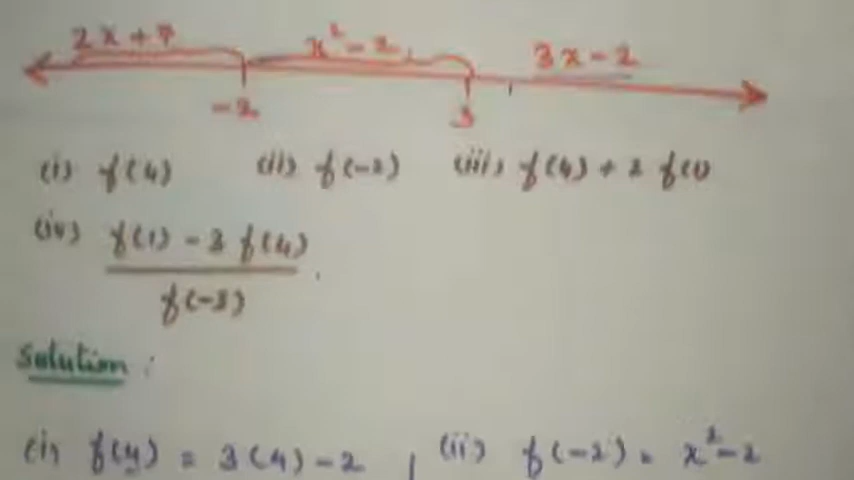 2x + 7 x² - 2 3x - 2
-2 3
(i) f(4) (ii) f(-2) (iii) f(4) + 2 f(1)
(iv) f(1) - 3 f(4)
f(-3)
Solution :
(i) f(4) = 3(4) - 2 (ii) f(-2) = x² - 2